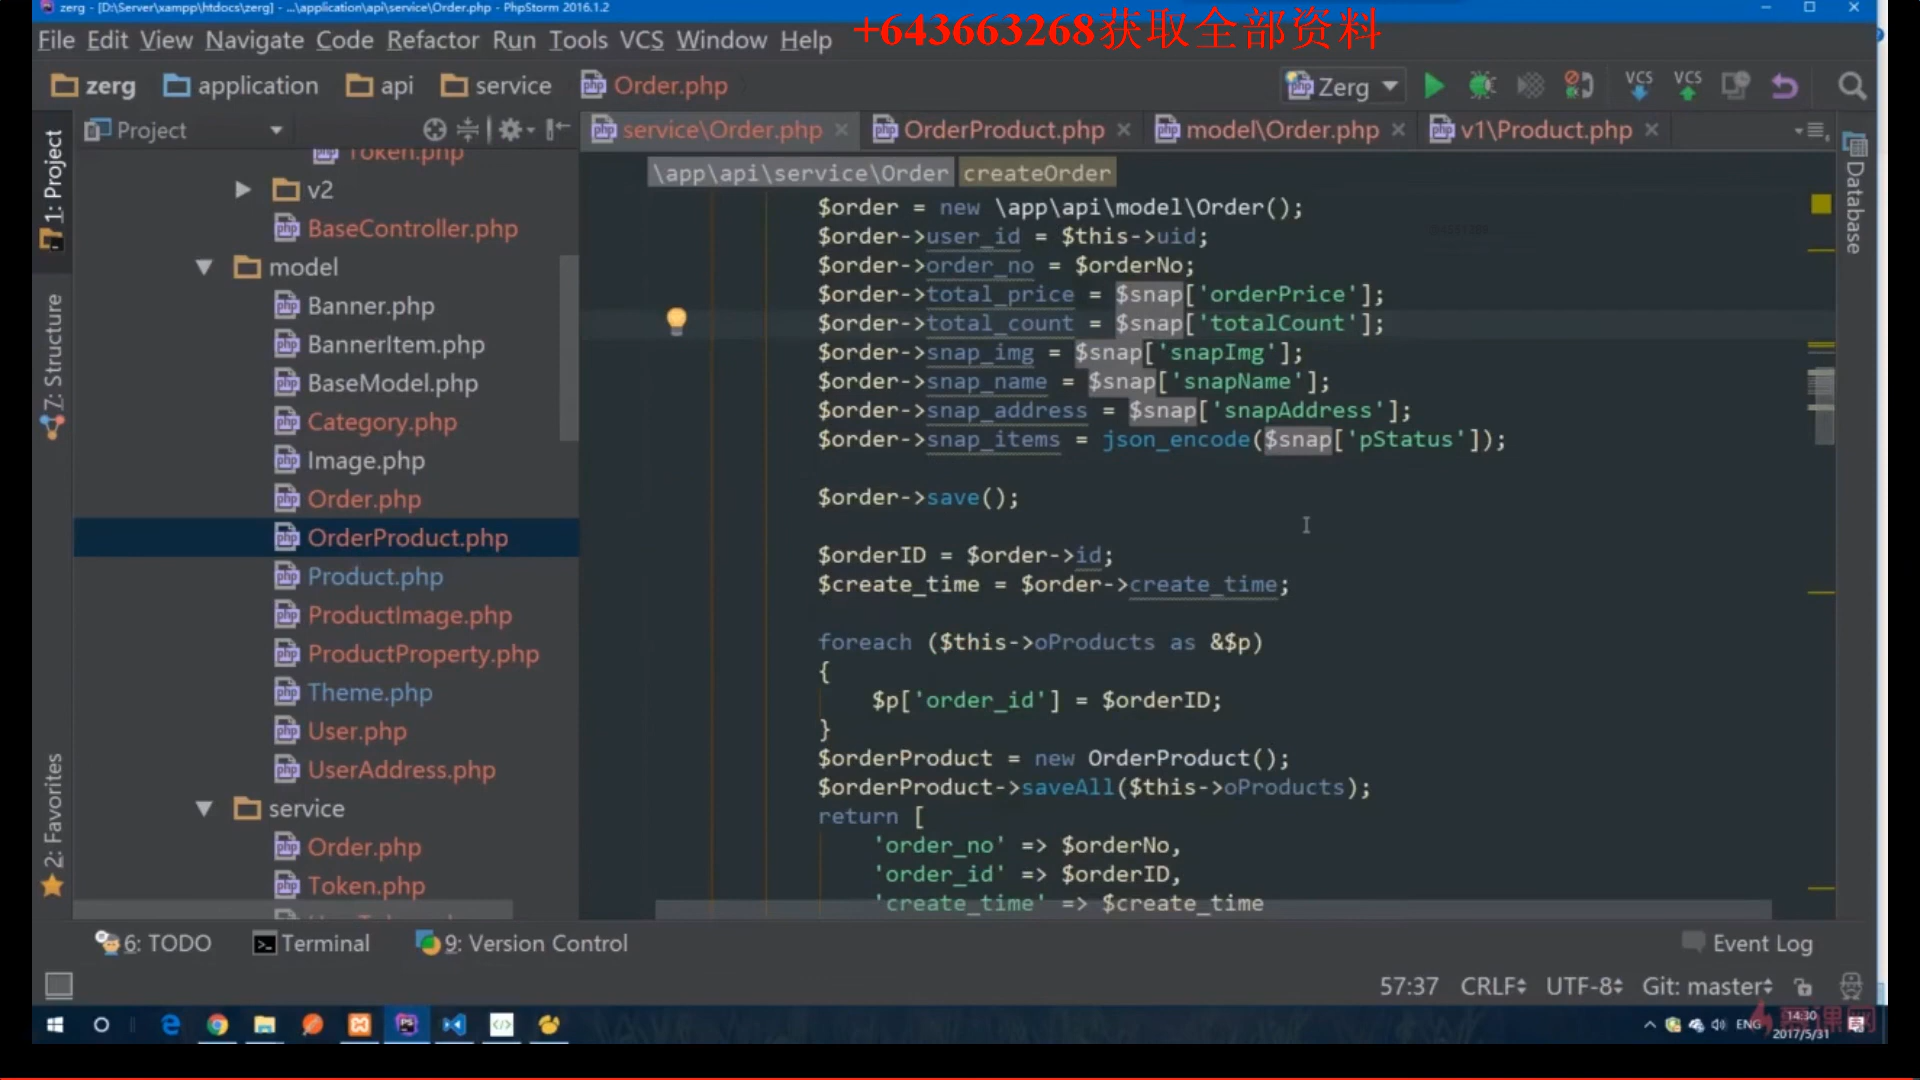 zerg - [D:\Server\xampp\htdocs\zerg] - ...\application\api\service\Order.php - PhpStorm 2016.1.2
+643663268获取全部资料
File Edit View Navigate Code Refactor Run Tools VCS Window Help
zerg application api service Order.php
Zerg
VCS VCS
Project
service\Order.php OrderProduct.php model\Order.php v1\Product.php
1: Project
7: Structure
2: Favorites
Database
Token.php
v2
BaseController.php
model
Banner.php
BannerItem.php
BaseModel.php
Category.php
Image.php
Order.php
OrderProduct.php
Product.php
ProductImage.php
ProductProperty.php
Theme.php
User.php
UserAddress.php
service
Order.php
Token.php
\app\api\service\Order createOrder
$order = new \app\api\model\Order();
$order->user_id = $this->uid;
$order->order_no = $orderNo;
$order->total_price = $snap['orderPrice'];
$order->total_count = $snap['totalCount'];
$order->snap_img = $snap['snapImg'];
$order->snap_name = $snap['snapName'];
$order->snap_address = $snap['snapAddress'];
$order->snap_items = json_encode($snap['pStatus']);
$order->save();
$orderID = $order->id;
$create_time = $order->create_time;
foreach ($this->oProducts as &$p)
{
$p['order_id'] = $orderID;
}
$orderProduct = new OrderProduct();
$orderProduct->saveAll($this->oProducts);
return [
'order_no' => $orderNo,
'order_id' => $orderID,
'create_time' => $create_time
6: TODO Terminal 9: Version Control Event Log
57:37 CRLF UTF-8 Git: master
ENG 14:30
2017/5/31